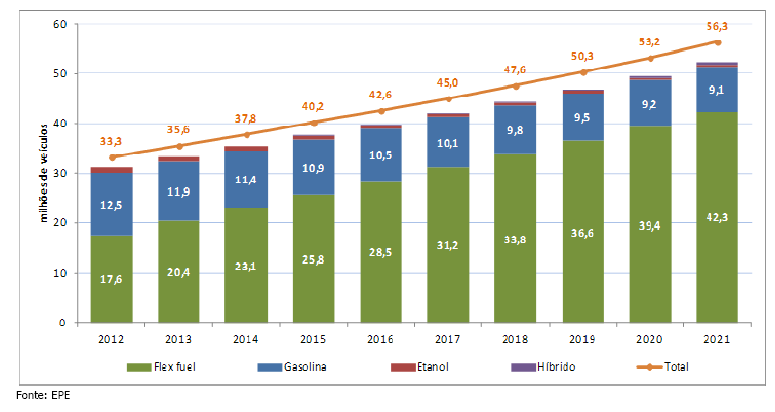 60
50
40
30
20
10
0
milhões de veículos
33,3 35,6 37,8 40,2 42,6 45,0 47,6 50,3 53,2 56,3
12,5 11,9 11,4 10,9 10,5 10,1 9,8 9,5 9,2 9,1
17,6 20,4 23,1 25,8 28,5 31,2 33,8 36,6 39,4 42,3
2012 2013 2014 2015 2016 2017 2018 2019 2020 2021
Flex fuel Gasolina Etanol Híbrido Total
Fonte: EPE